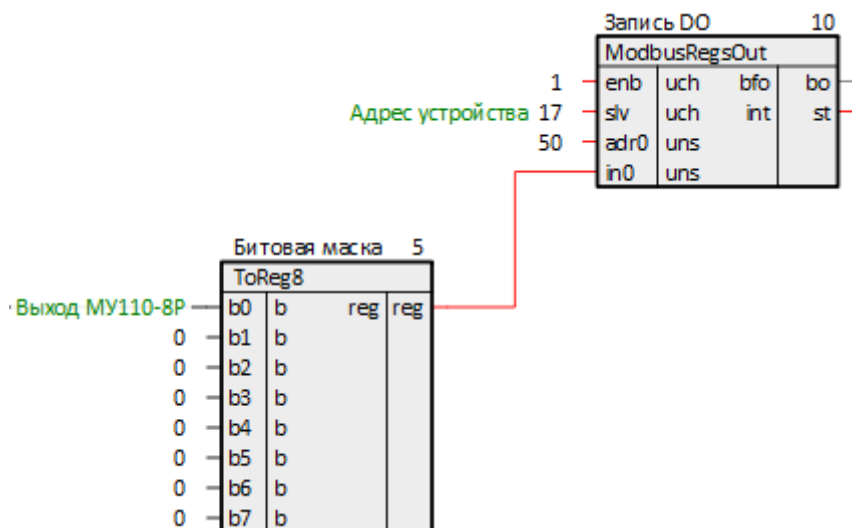 Запись DO 10
ModbusRegsOut
1 enb uch bfo bo
Адрес устройства 17 slv uch int st
50 adr0 uns
in0 uns
Битовая маска 5
ToReg8
Выход МУ110-8Р b0 b reg reg
0 b1 b
0 b2 b
0 b3 b
0 b4 b
0 b5 b
0 b6 b
0 b7 b